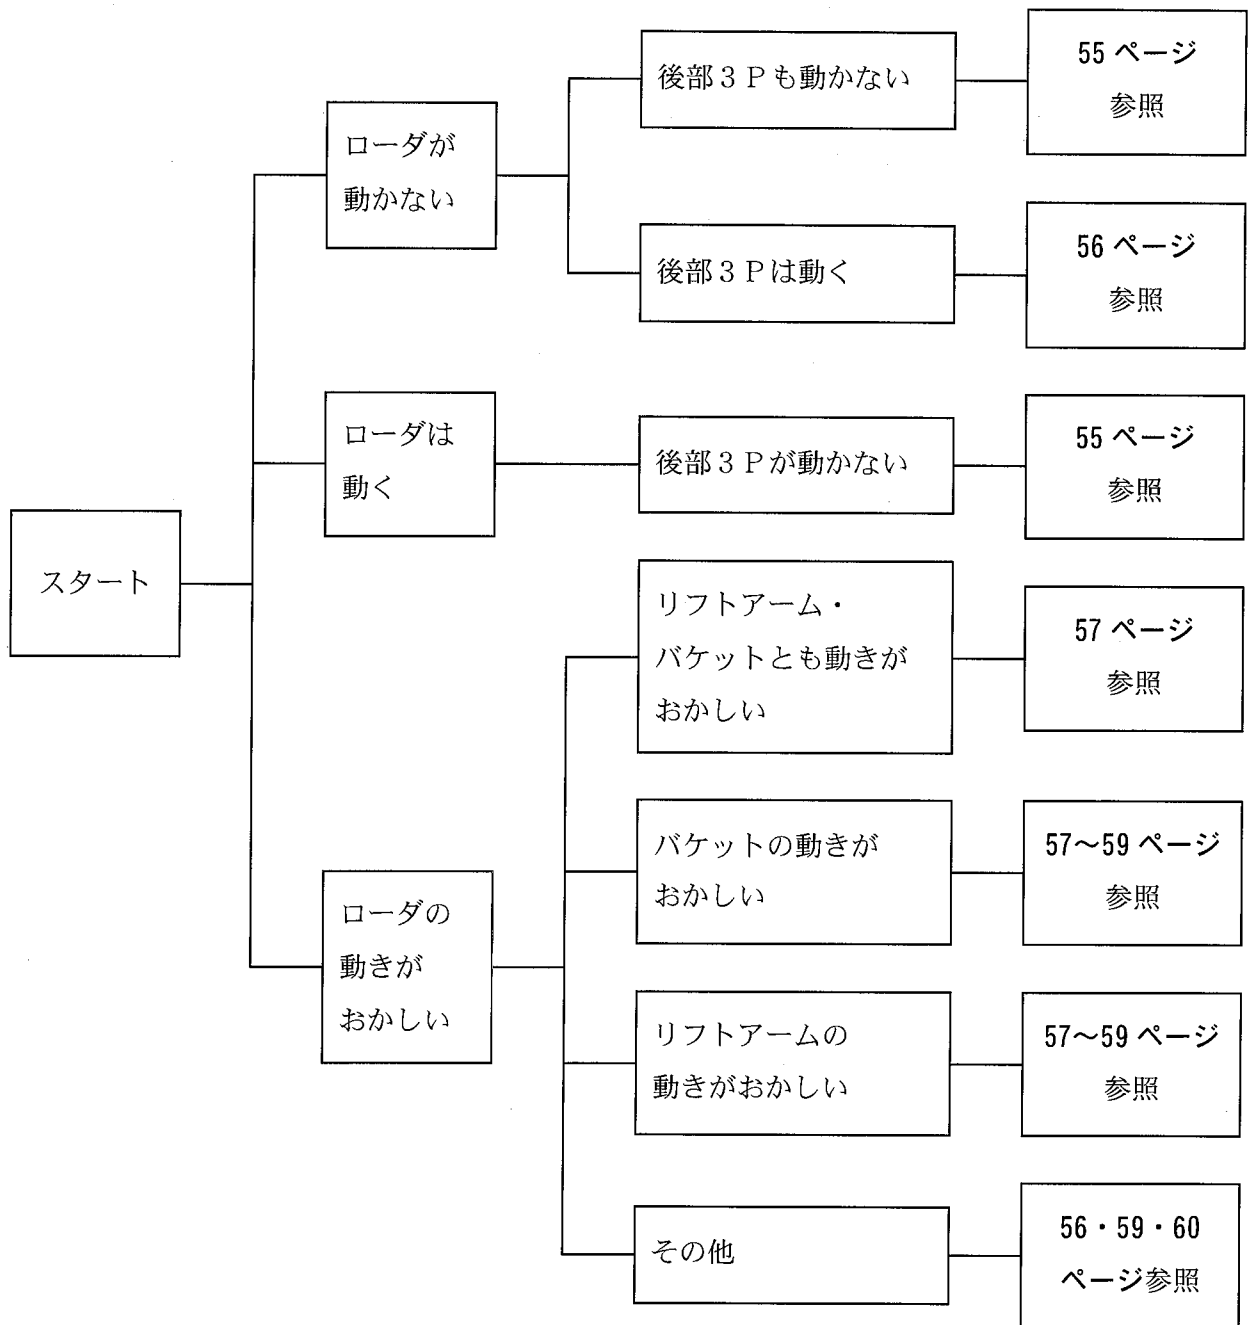 スタート
ローダが
動かない
後部３Ｐも動かない
55 ページ
参照
後部３Ｐは動く
56 ページ
参照
ローダは
動く
後部３Ｐが動かない
55 ページ
参照
ローダの
動きが
おかしい
リフトアーム・
バケットとも動きが
おかしい
57 ページ
参照
バケットの動きが
おかしい
57〜59 ページ
参照
リフトアームの
動きがおかしい
57〜59 ページ
参照
その他
56・59・60
ページ参照